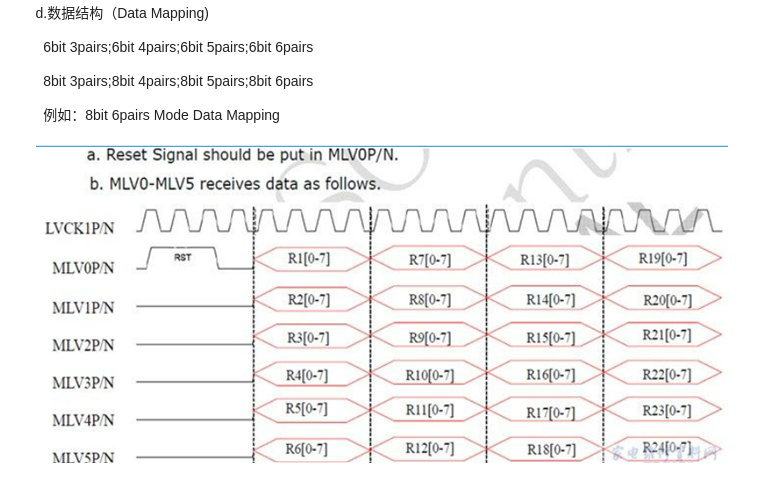 d.数据结构（Data Mapping)
6bit 3pairs;6bit 4pairs;6bit 5pairs;6bit 6pairs
8bit 3pairs;8bit 4pairs;8bit 5pairs;8bit 6pairs
例如：8bit 6pairs Mode Data Mapping
a. Reset Signal should be put in MLV0P/N.
b. MLV0-MLV5 receives data as follows.
LVCK1P/N
MLV0P/N RST R1[0-7] R7[0-7] R13[0-7] R19[0-7]
MLV1P/N R2[0-7] R8[0-7] R14[0-7] R20[0-7]
MLV2P/N R3[0-7] R9[0-7] R15[0-7] R21[0-7]
MLV3P/N R4[0-7] R10[0-7] R16[0-7] R22[0-7]
MLV4P/N R5[0-7] R11[0-7] R17[0-7] R23[0-7]
MLV5P/N R6[0-7] R12[0-7] R18[0-7] R24[0-7]